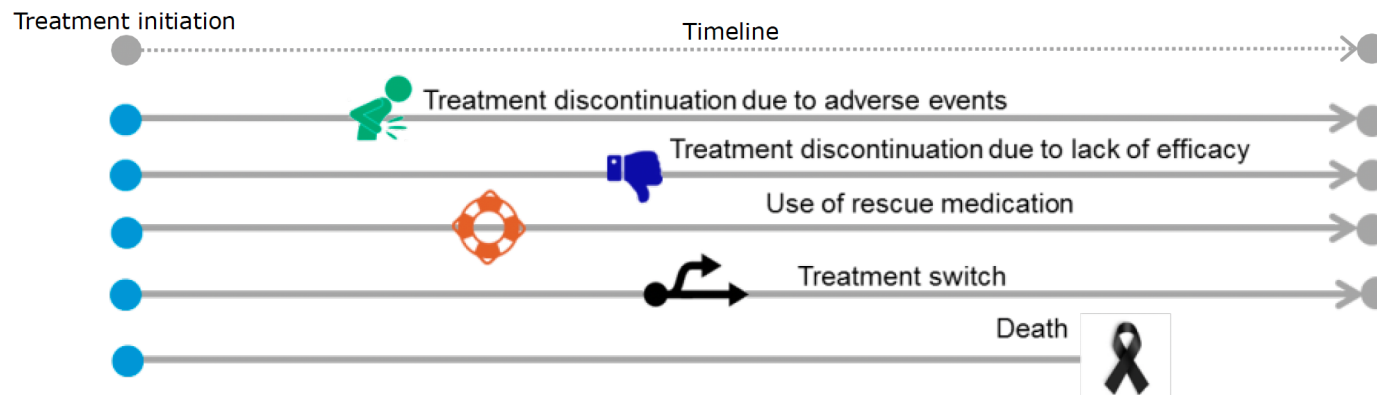 Treatment initiation
Timeline
Treatment discontinuation due to adverse events
Treatment discontinuation due to lack of efficacy
Use of rescue medication
Treatment switch
Death